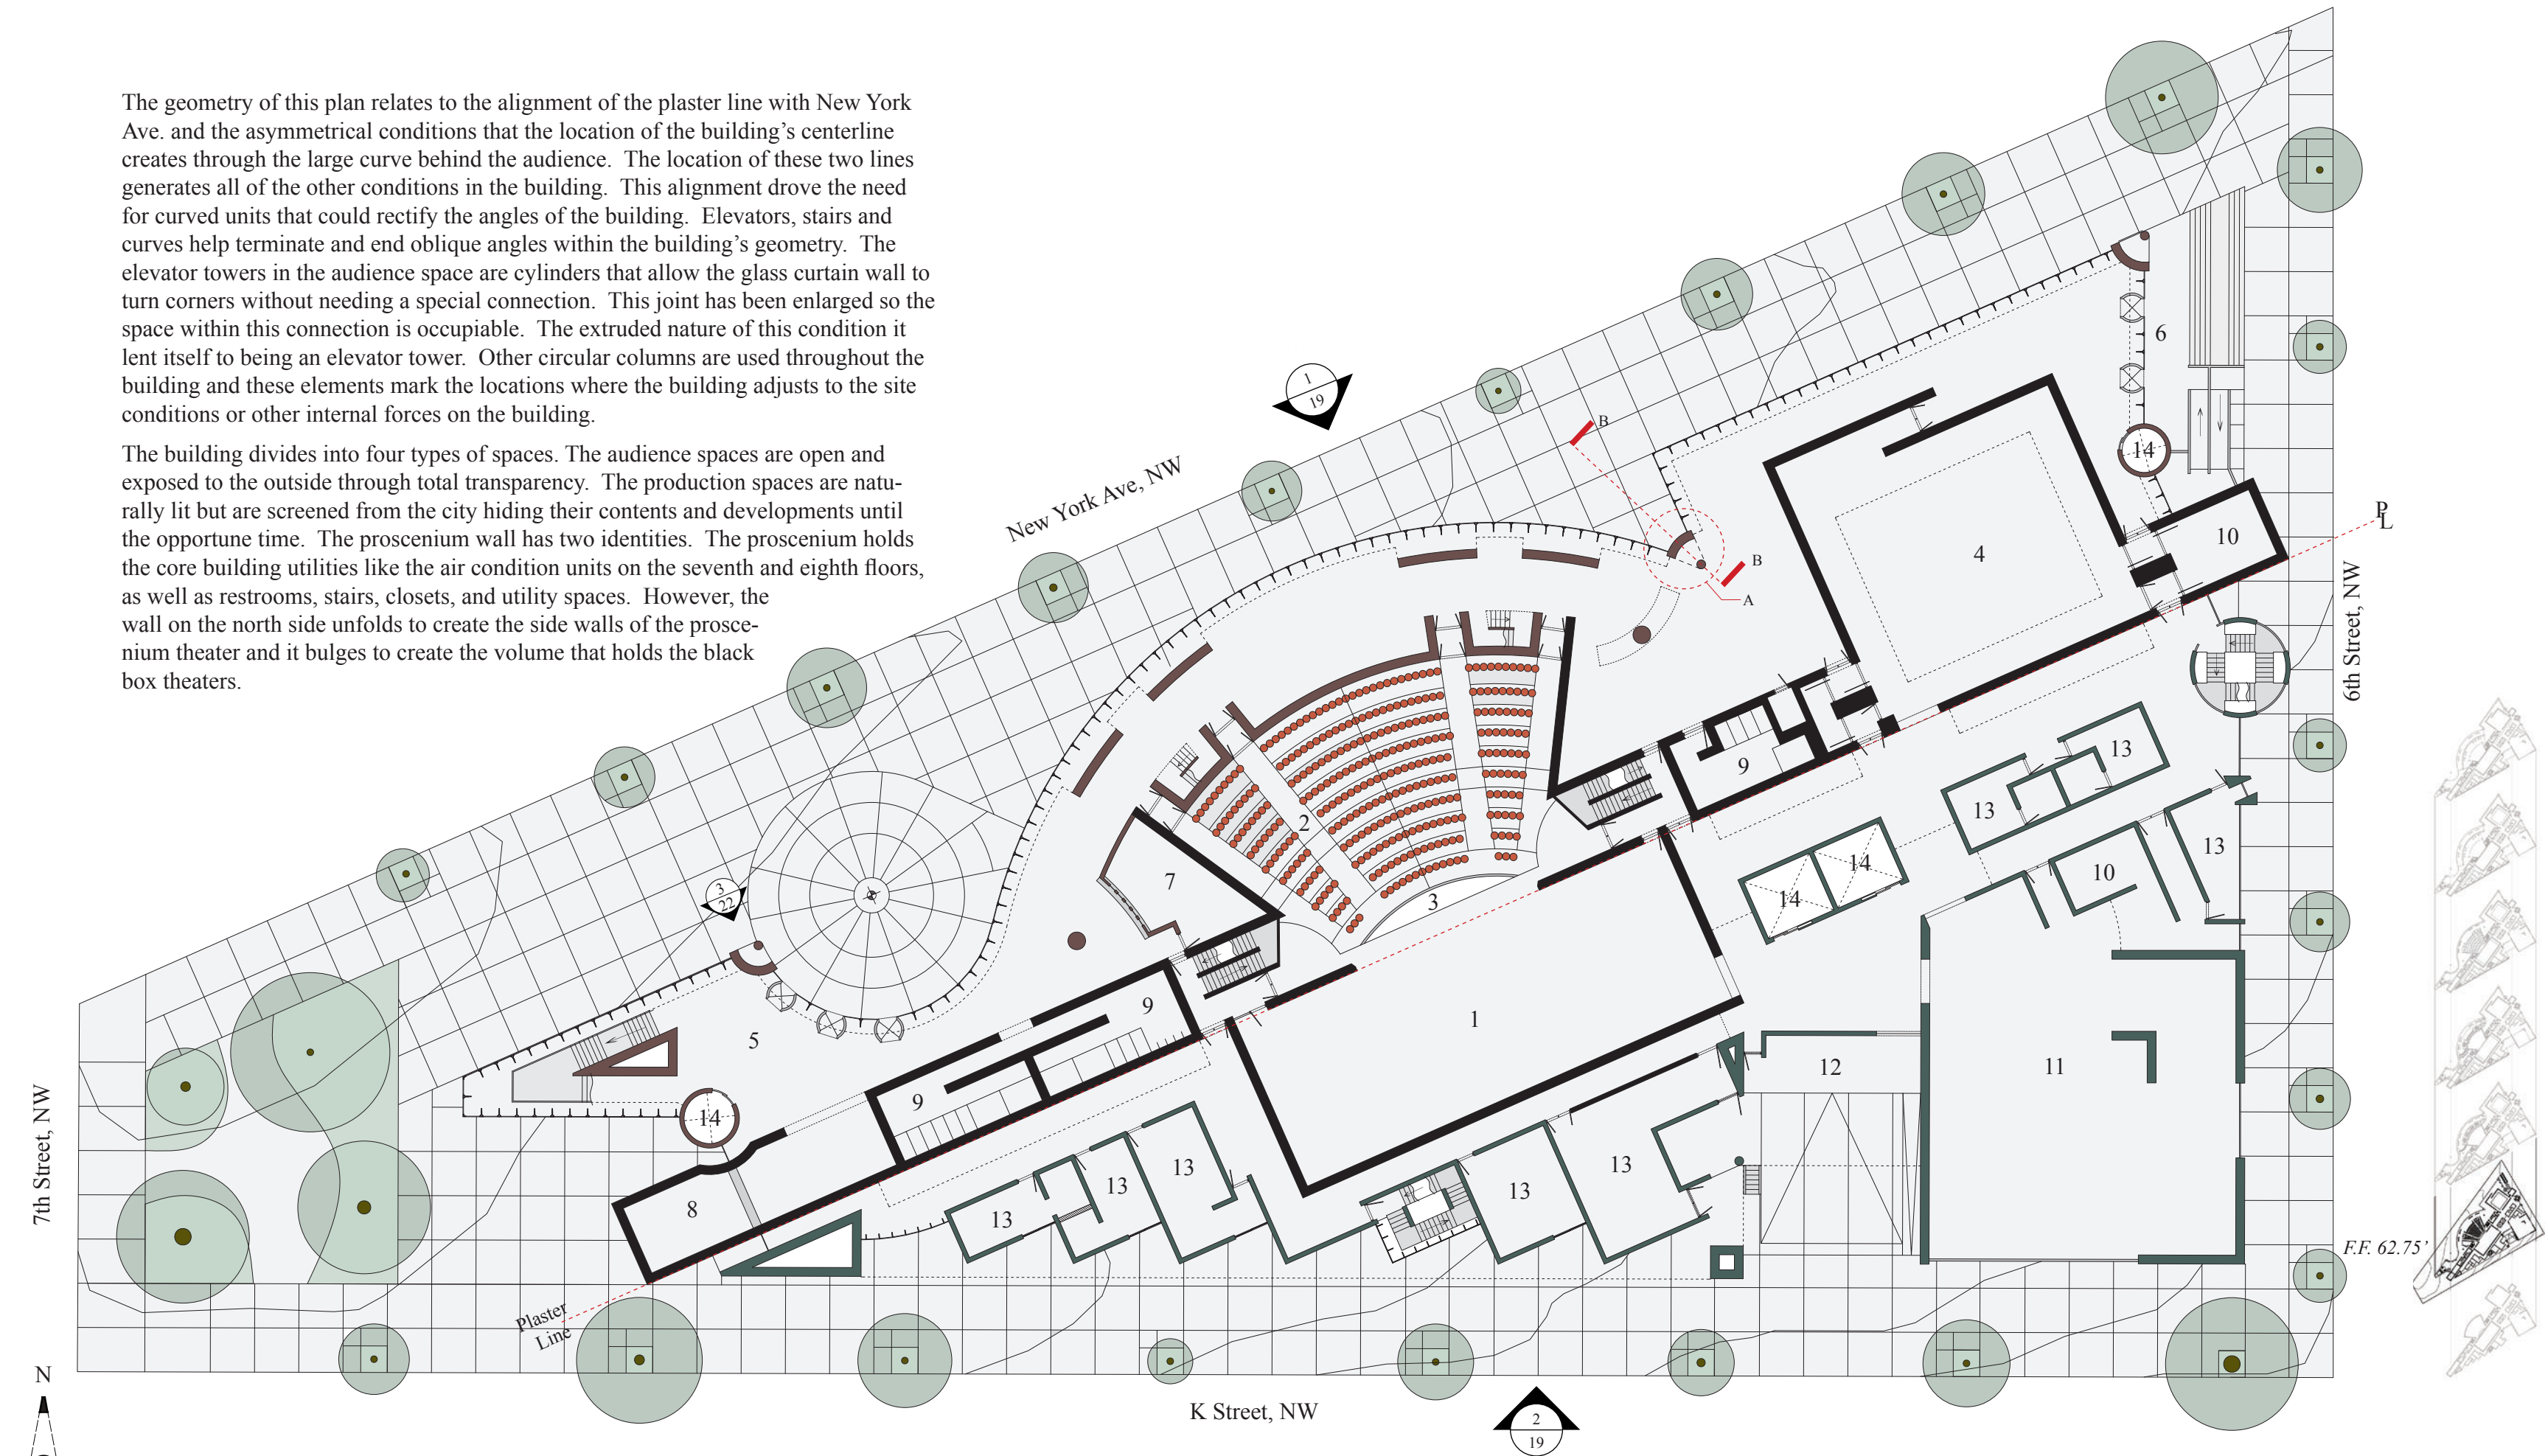 The geometry of this plan relates to the alignment of the plaster line with New York
Ave. and the asymmetrical conditions that the location of the building’s centerline
creates through the large curve behind the audience.  The location of these two lines
generates all of the other conditions in the building.  This alignment drove the need
for curved units that could rectify the angles of the building.  Elevators, stairs and
curves help terminate and end oblique angles within the building’s geometry.  The
elevator towers in the audience space are cylinders that allow the glass curtain wall to
turn corners without needing a special connection.  This joint has been enlarged so the
space within this connection is occupiable.  The extruded nature of this condition it
lent itself to being an elevator tower.  Other circular columns are used throughout the
building and these elements mark the locations where the building adjusts to the site
conditions or other internal forces on the building.
The building divides into four types of spaces. The audience spaces are open and
exposed to the outside through total transparency.  The production spaces are natu-
rally lit but are screened from the city hiding their contents and developments until
the opportune time.  The proscenium wall has two identities.  The proscenium holds
the core building utilities like the air condition units on the seventh and eighth floors,
as well as restrooms, stairs, closets, and utility spaces.  However, the
wall on the north side unfolds to create the side walls of the prosce-
nium theater and it bulges to create the volume that holds the black
box theaters.
6
1
19
B
14
New York Ave, NW
PL
10
4
B
A
6th Street, NW
13
9
13
2
13
14
10
7
14
3
22
3
9
1
5
12
11
9
14
7th Street, NW
13
13
13
13
13
8
F.F. 62.75’
Plaster
Line
N
K Street, NW
2
19